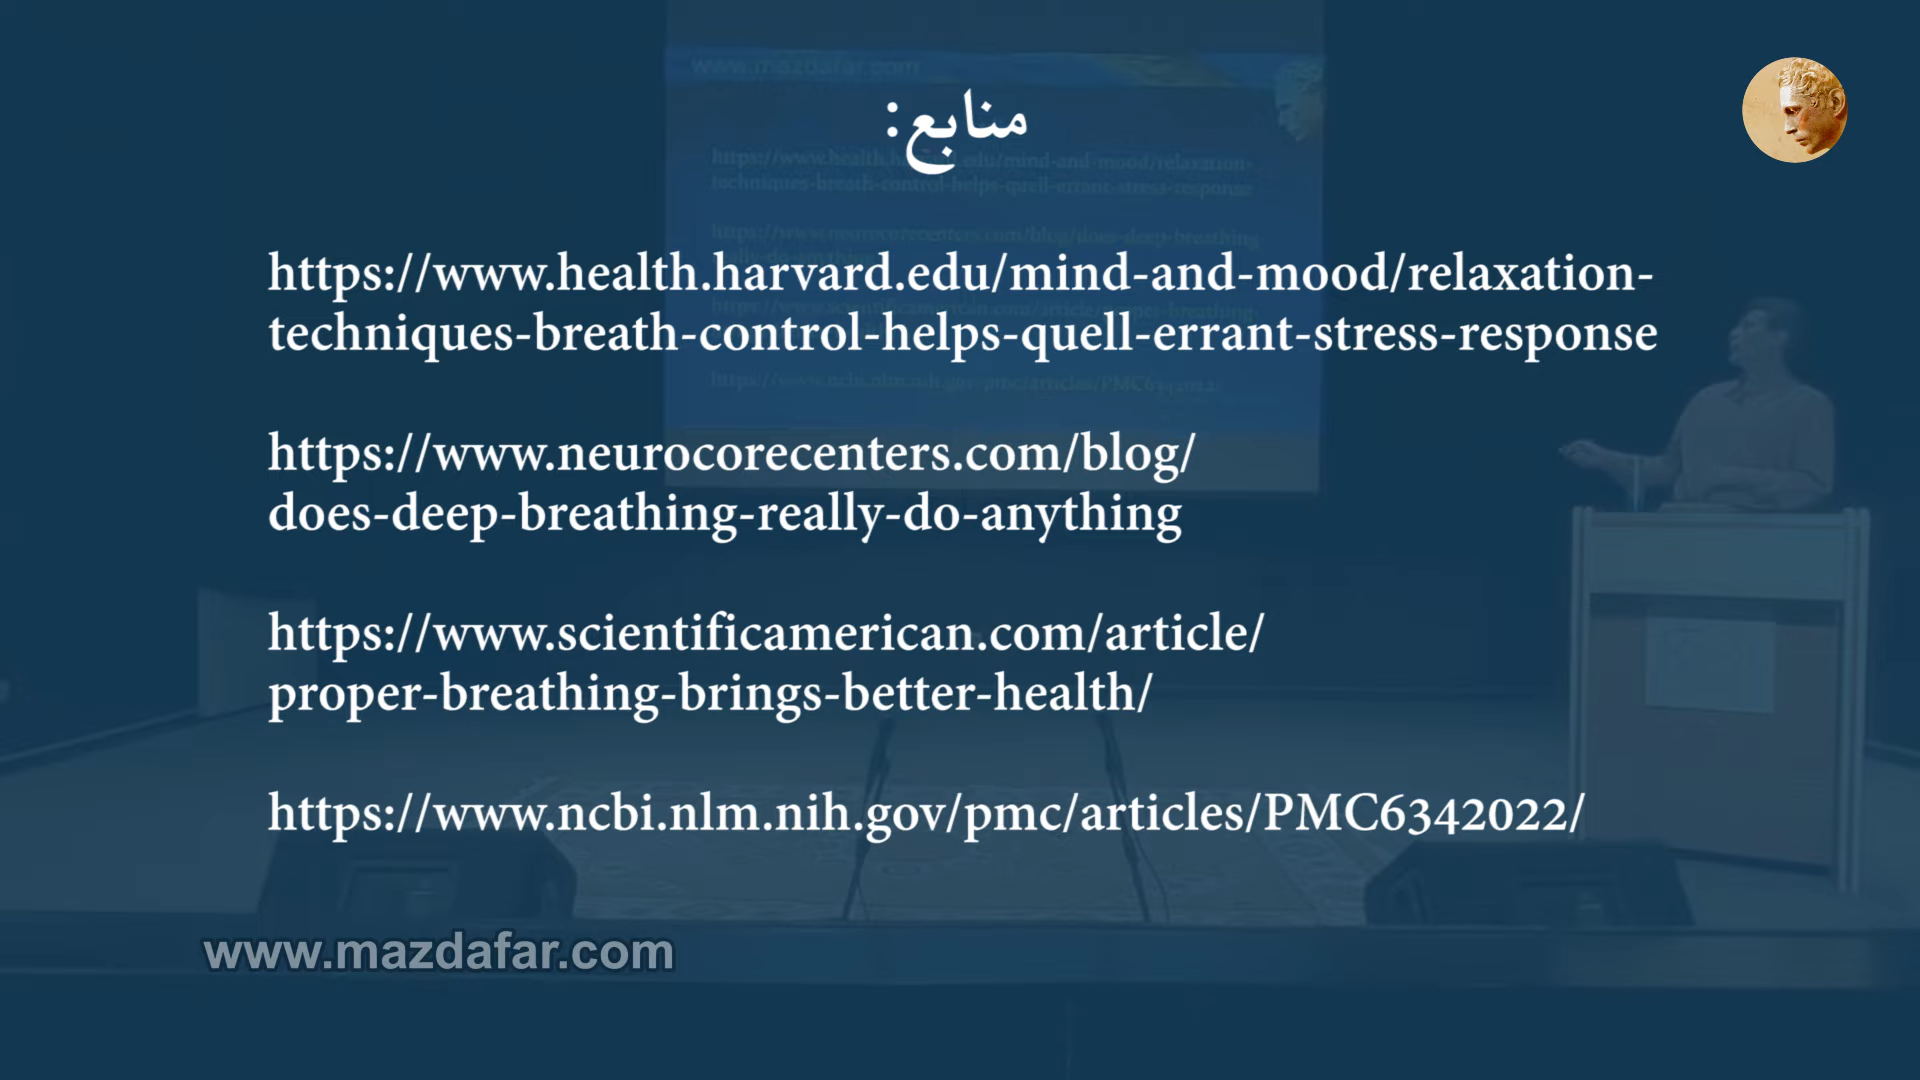 منابع:
https://www.health.harvard.edu/mind-and-mood/relaxation-
techniques-breath-control-helps-quell-errant-stress-response
https://www.neurocorecenters.com/blog/
does-deep-breathing-really-do-anything
https://www.scientificamerican.com/article/
proper-breathing-brings-better-health/
https://www.ncbi.nlm.nih.gov/pmc/articles/PMC6342022/
www.mazdafar.com